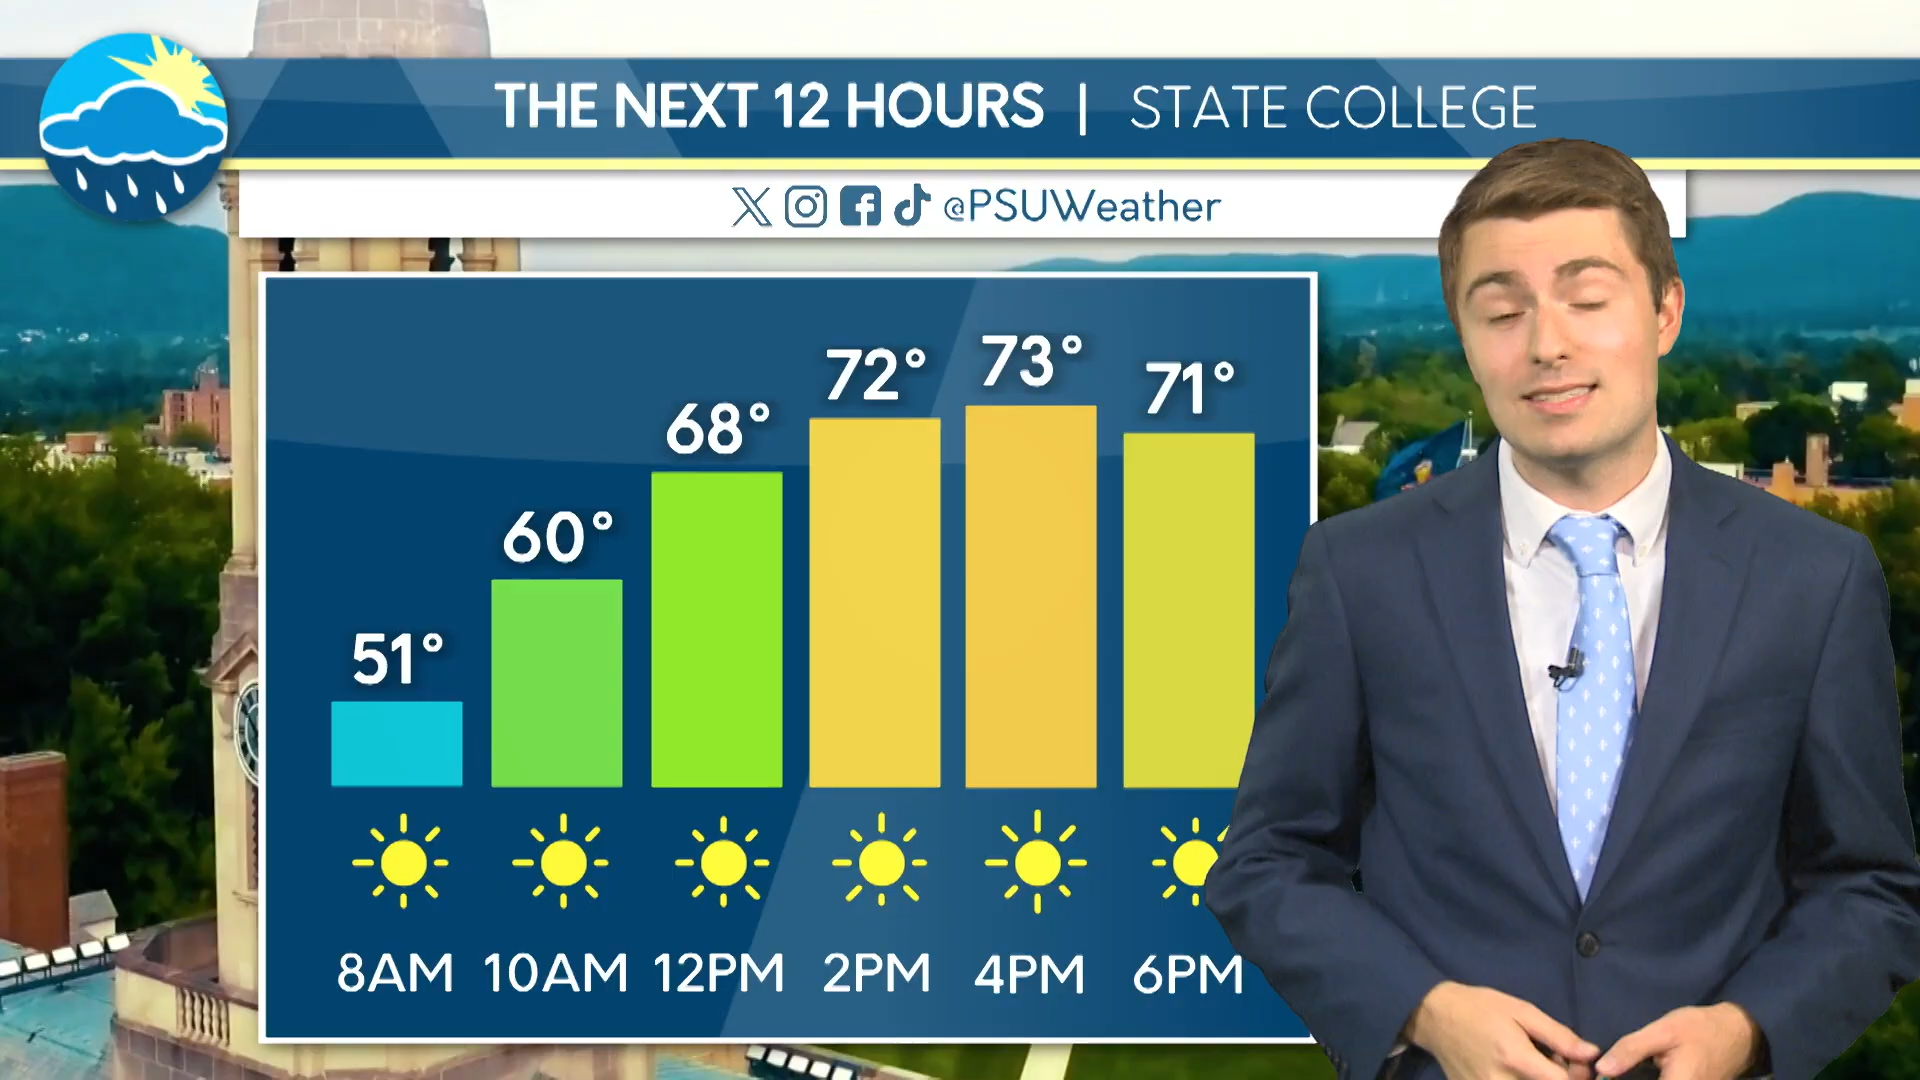 THE NEXT 12 HOURS | STATE COLLEGE
@PSUWeather
51° 60° 68° 72° 73° 71°
8AM 10AM 12PM 2PM 4PM 6PM